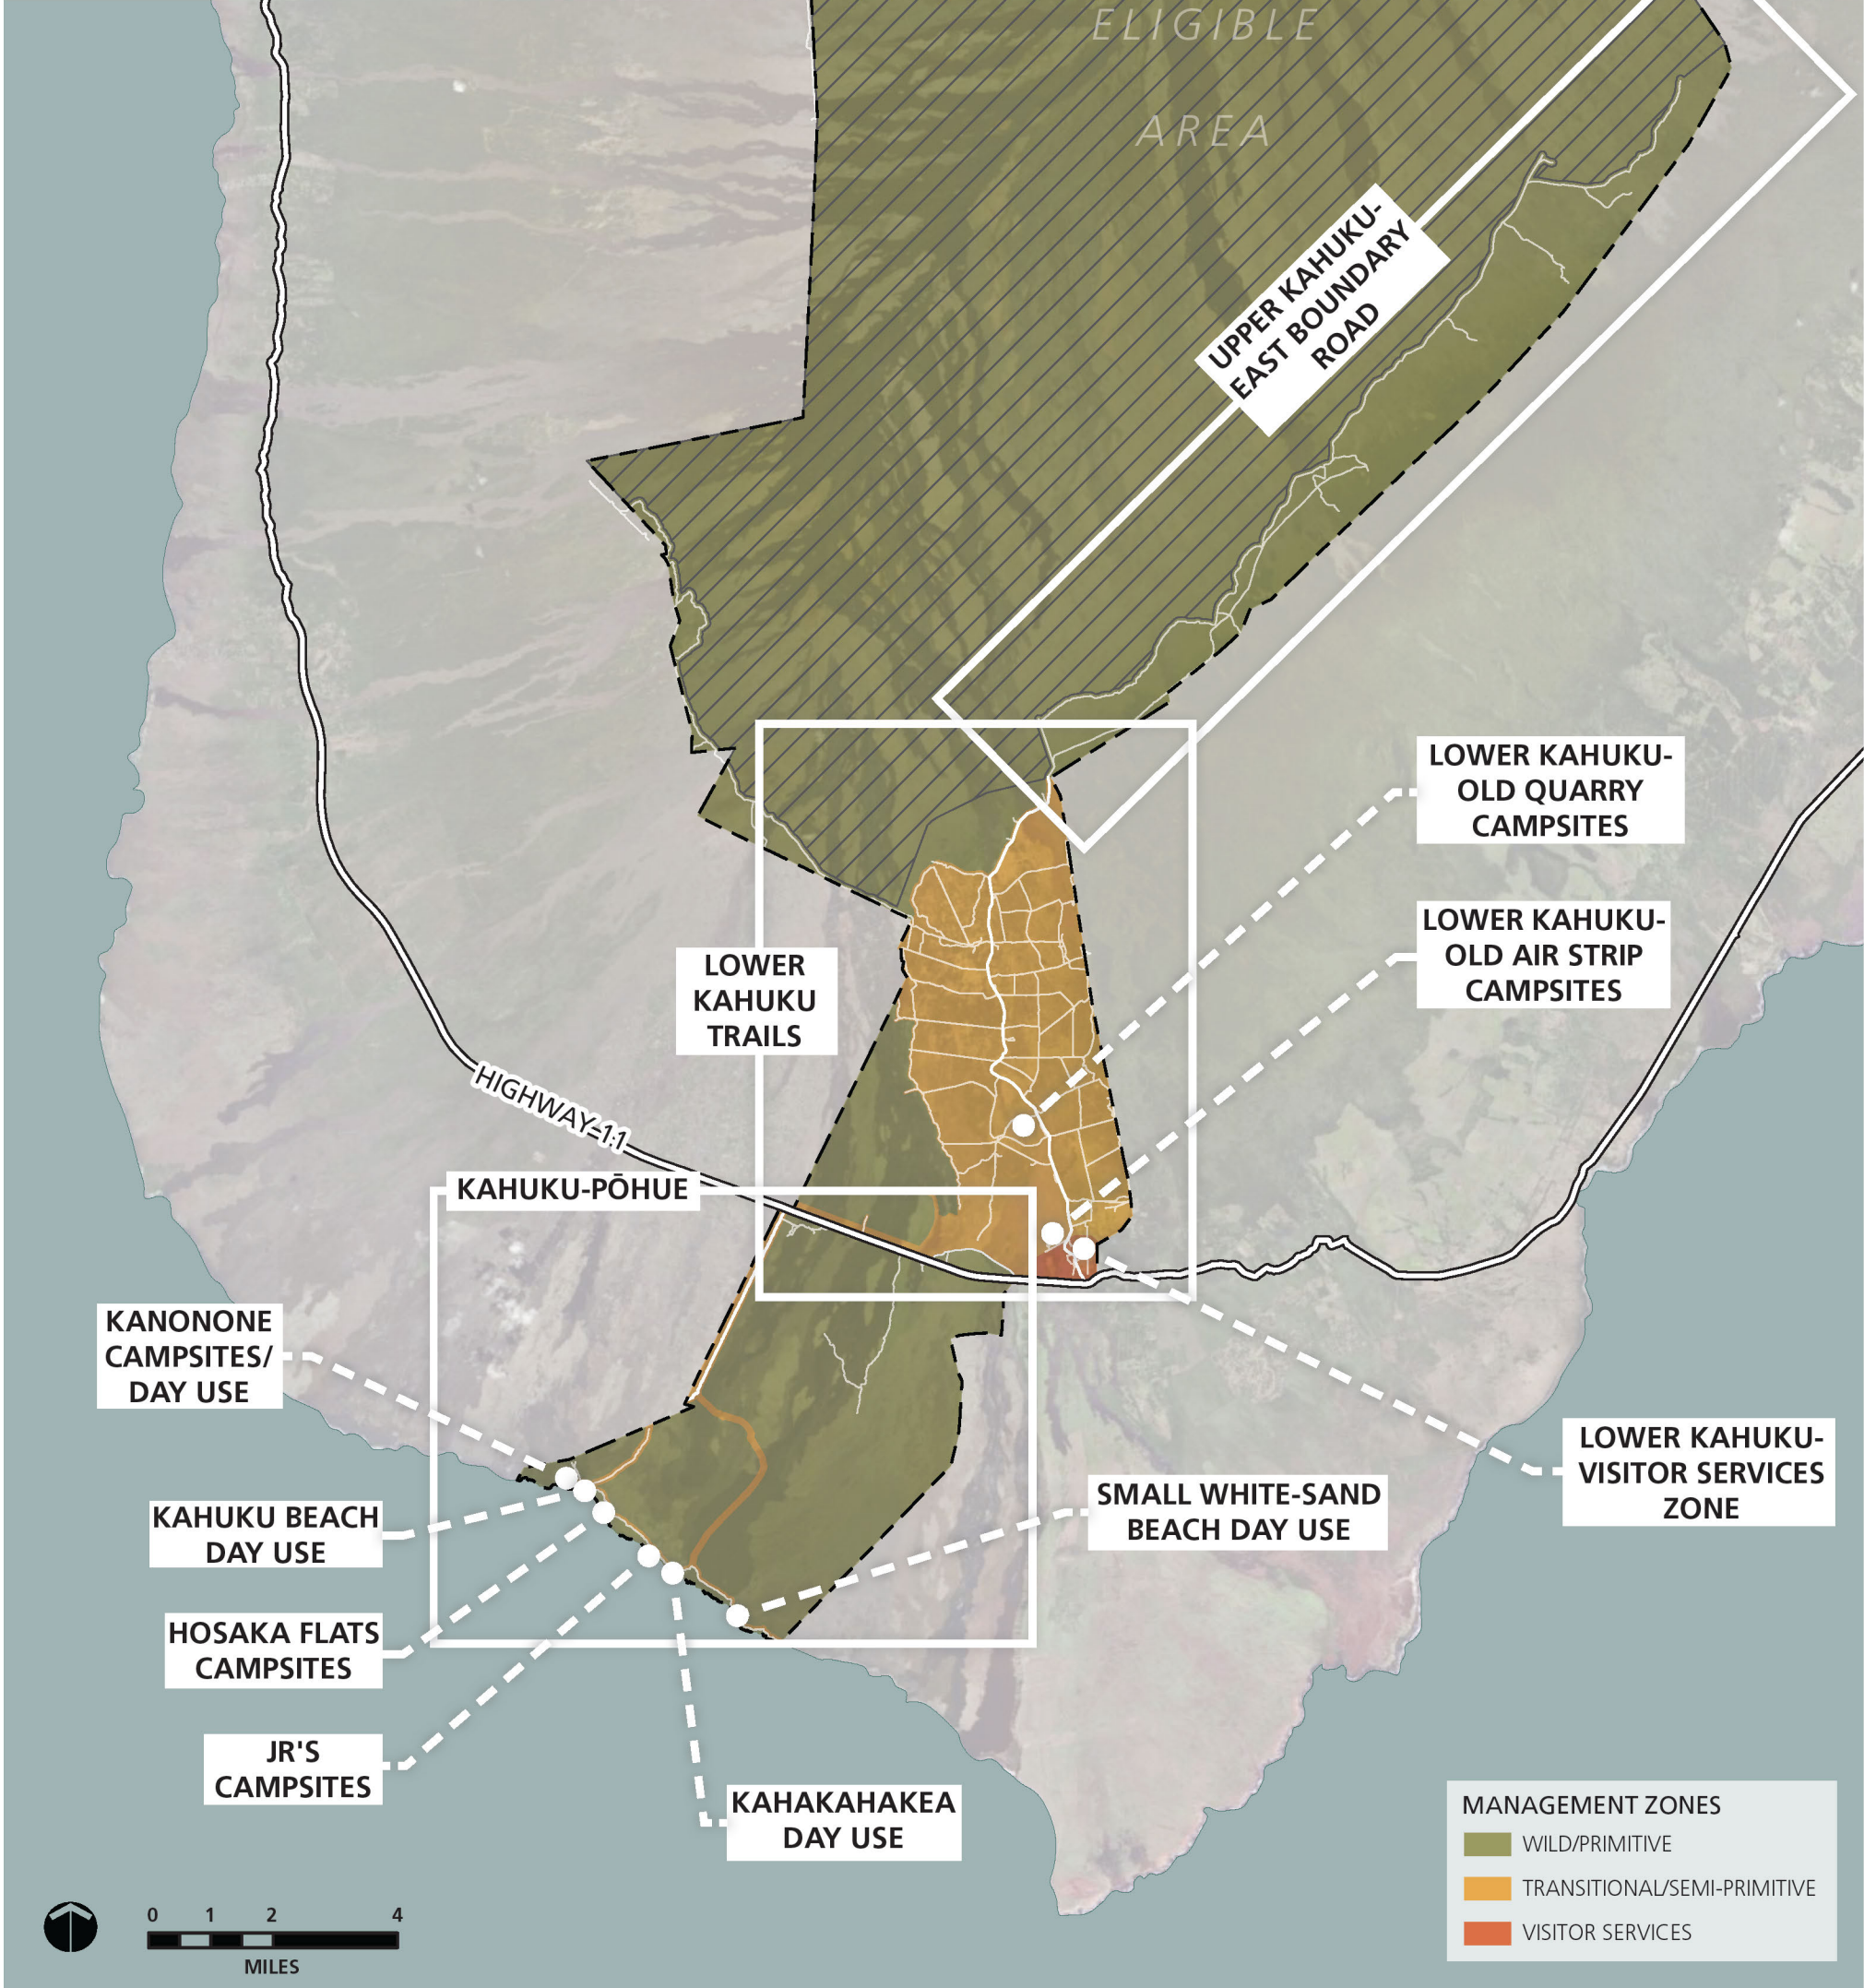 ELIGIBLE
AREA
UPPER KAHUKU-
EAST BOUNDARY
ROAD
LOWER KAHUKU-
OLD QUARRY
CAMPSITES
LOWER KAHUKU-
OLD AIR STRIP
CAMPSITES
LOWER
KAHUKU
TRAILS
HIGHWAY 11
KAHUKU-PŌHUE
KANONONE
CAMPSITES/
DAY USE
LOWER KAHUKU-
VISITOR SERVICES
ZONE
SMALL WHITE-SAND
BEACH DAY USE
KAHUKU BEACH
DAY USE
HOSAKA FLATS
CAMPSITES
JR'S
CAMPSITES
KAHAKAHAKEA
DAY USE
MANAGEMENT ZONES
WILD/PRIMITIVE
TRANSITIONAL/SEMI-PRIMITIVE
VISITOR SERVICES
0 1 2 4
MILES